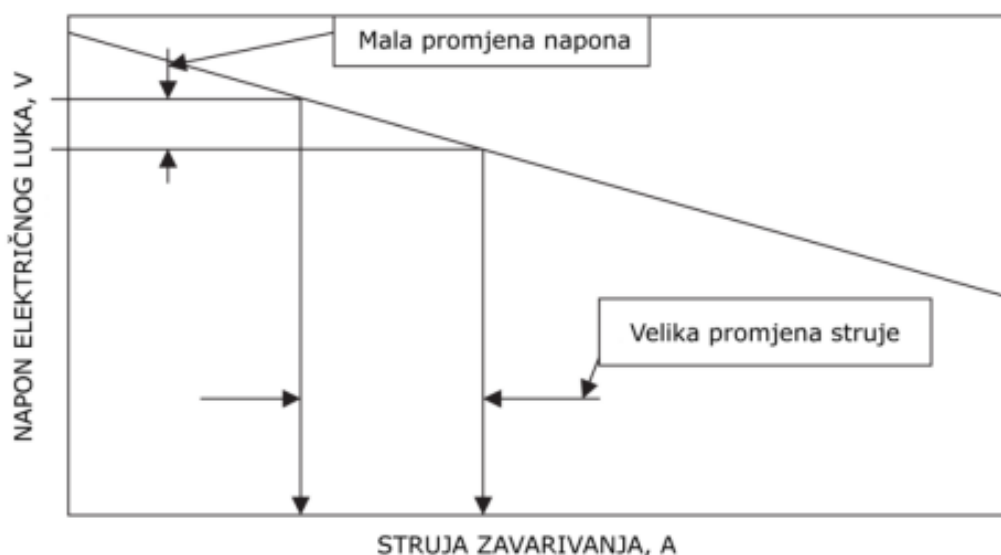 Mala promjena napona
NAPON ELEKTRIČNOG LUKA, V
Velika promjena struje
STRUJA ZAVARIVANJA, A